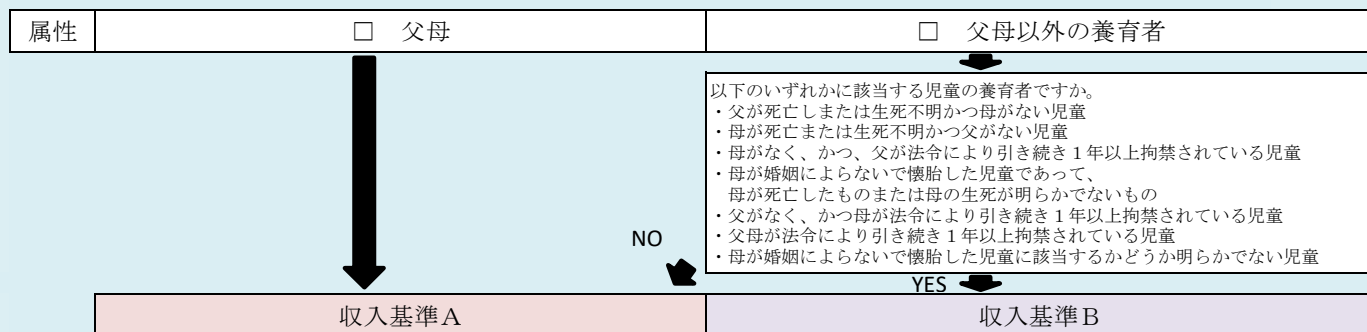 属性
□ 父母
□ 父母以外の養育者
以下のいずれかに該当する児童の養育者ですか。
・父が死亡しまたは生死不明かつ母がない児童
・母が死亡または生死不明かつ父がない児童
・母がなく、かつ、父が法令により引き続き１年以上拘禁されている児童
・母が婚姻によらないで懐胎した児童であって、
母が死亡したものまたは母の生死が明らかでないもの
・父がなく、かつ母が法令により引き続き１年以上拘禁されている児童
・父母が法令により引き続き１年以上拘禁されている児童
・母が婚姻によらないで懐胎した児童に該当するかどうか明らかでない児童
NO
YES
収入基準Ａ
収入基準Ｂ